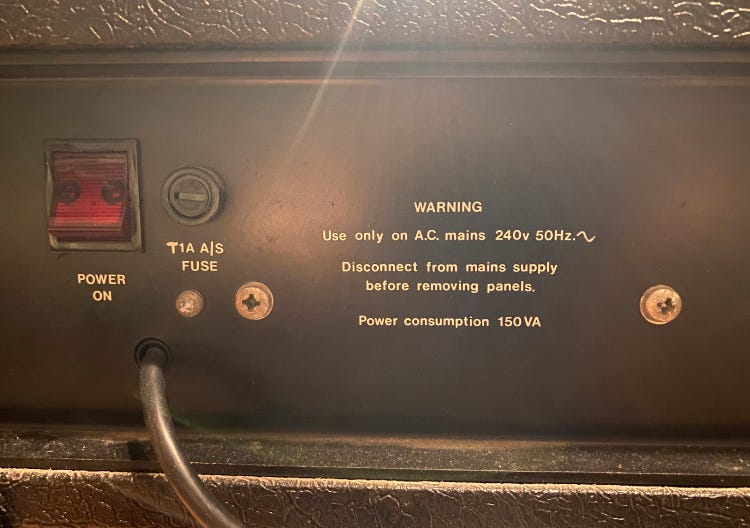 POWER
ON
T1A A/S
FUSE
WARNING
Use only on A.C. mains 240v 50Hz.∿
Disconnect from mains supply
before removing panels.
Power consumption 150VA